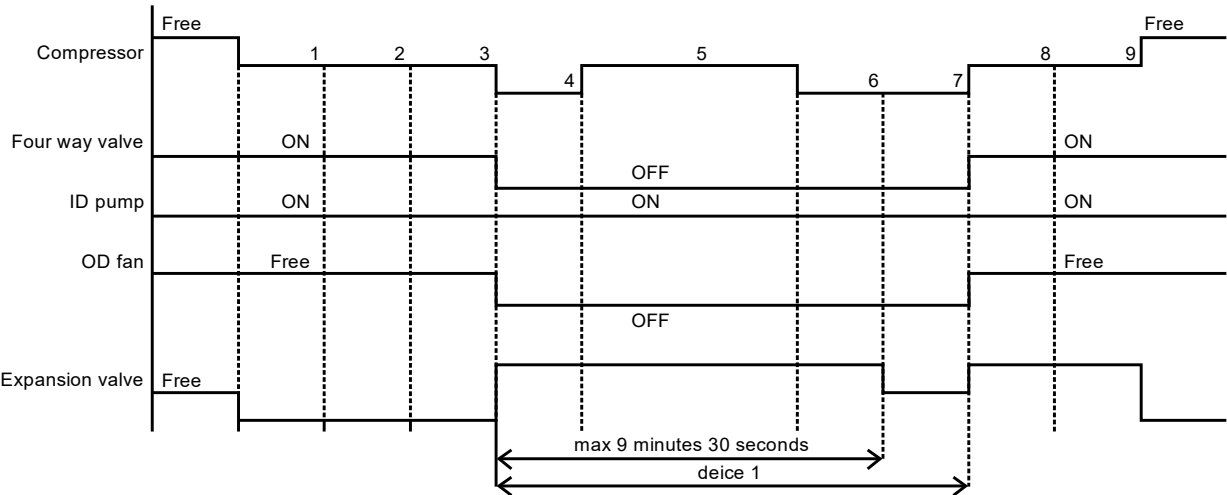 Free Free
Compressor 1 2 3 4 5 6 7 8 9
Four way valve ON OFF ON
ID pump ON ON ON
OD fan Free OFF Free
Expansion valve Free
max 9 minutes 30 seconds
deice 1